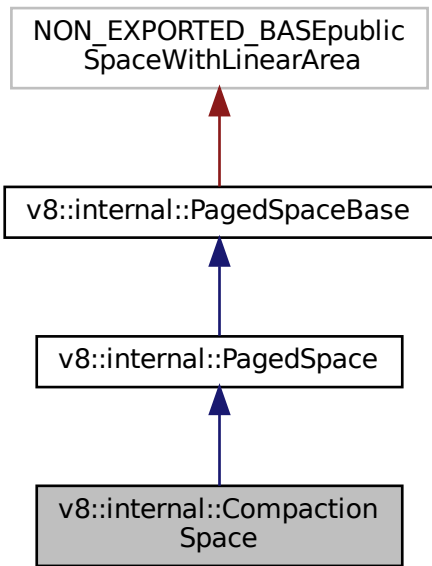 NON_EXPORTED_BASEpublic
SpaceWithLinearArea
v8::internal::PagedSpaceBase
v8::internal::PagedSpace
v8::internal::Compaction
Space